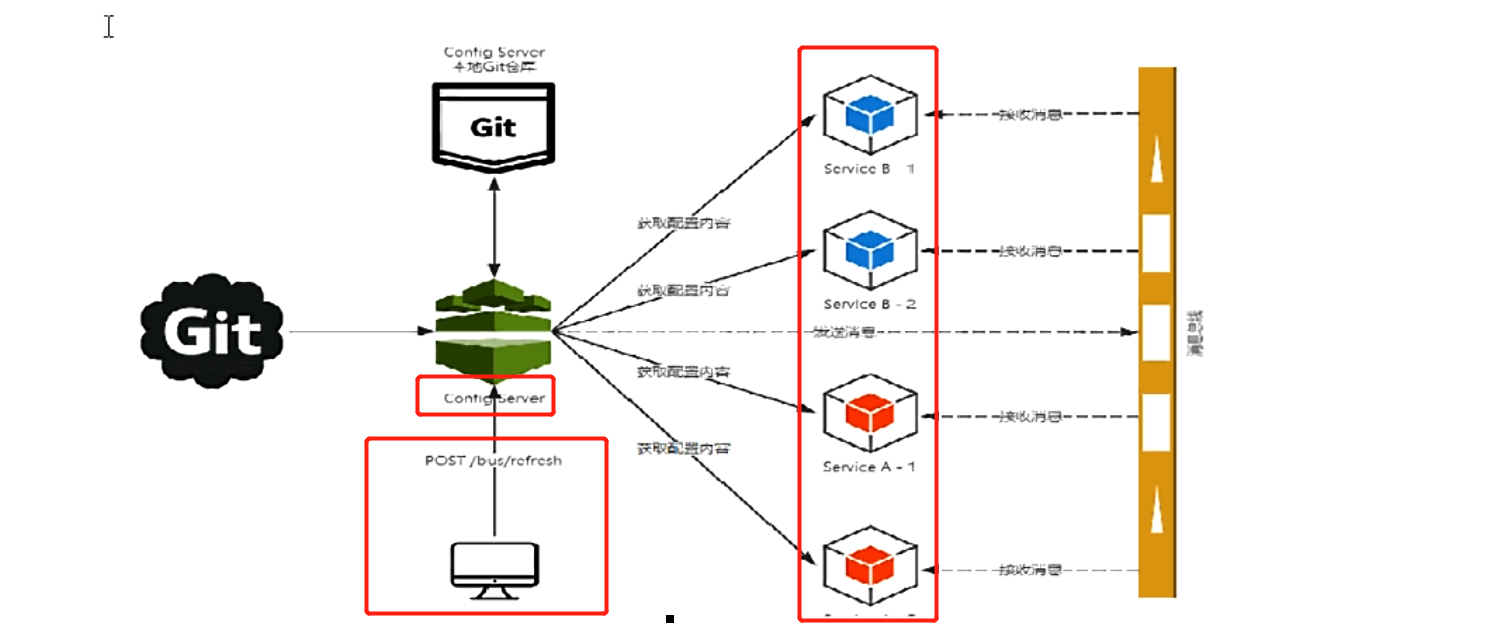 Config Server
本地Git仓库
Git
Service B - 1
接收消息
获取配置内容
获取配置内容
Service B - 2
接收消息
Git
发送消息
消息总线
获取配置内容
Config Server
接收消息
获取配置内容
POST /bus/refresh
Service A - 1
接收消息